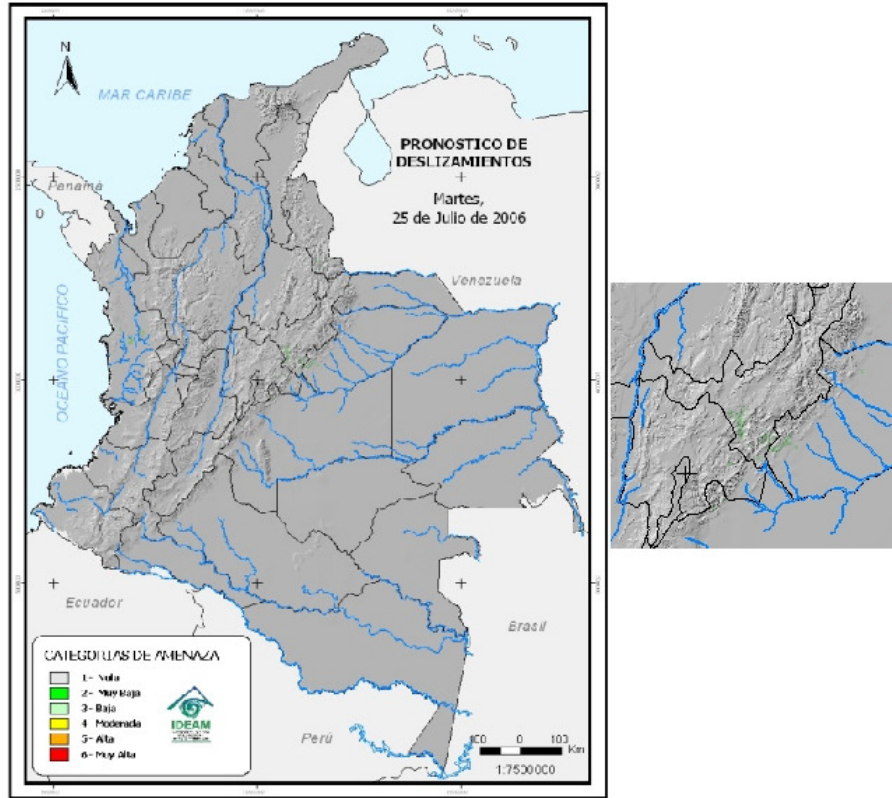 N
MAR CARIBE
PRONOSTICO DE
DESLIZAMIENTOS
Martes,
25 de Julio de 2006
Panamá
Venezuela
OCEANO PACIFICO
Ecuador
Brasil
Perú
CATEGORIAS DE AMENAZA
1- Nula
2- Muy Baja
3- Baja
4 Moderada
5- Alta
6- Muy Alta
IDEAM
100 0 100
Km
1:7500000